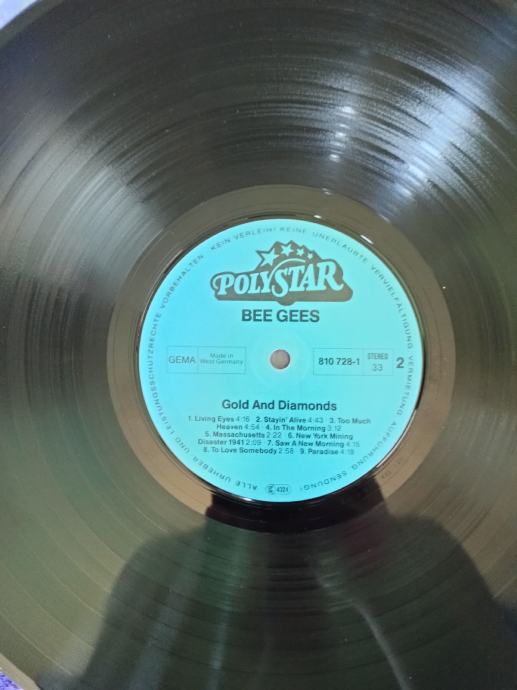 KEIN VERLEIH! KEINE UNERLAUBTE VERVIELFÄLTIGUNG VERMIETUNG AUFFÜHRUNG, SENDUNG!
ALLE URHEBER UND LEISTUNGSSCHUTZRECHTE VORBEHALTEN
POLYSTAR
BEE GEES
GEMA
Made in
West Germany
810 728-1
STEREO
33
2
Gold And Diamonds
1. Living Eyes 4:16 2. Stayin' Alive 4:43 3. Too Much
Heaven 4:54 4. In The Morning 3:12
5. Massachusetts 2:22 6. New York Mining
Disaster 1941 2:09 7. Saw A New Morning 4:15
8. To Love Somebody 2:58 9. Paradise 4:19
LC 4321